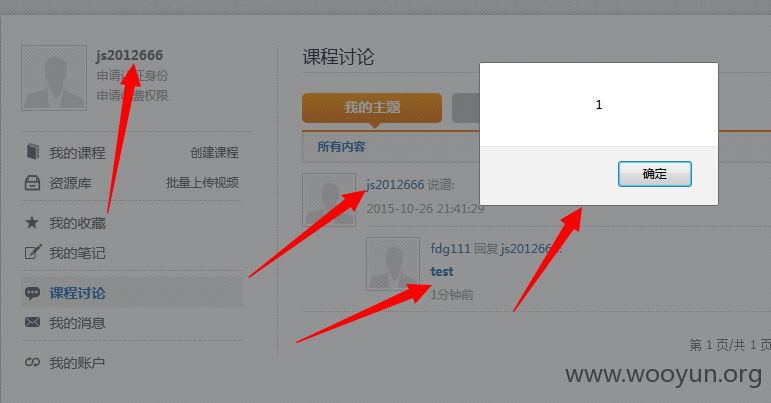 js2012666
申请认证身份
申请收费权限
我的课程
创建课程
资源库
批量上传视频
我的收藏
我的笔记
课程讨论
我的消息
我的账户
课程讨论
我的主题
所有内容
js2012666 说道:
2015-10-26 21:41:29
fdg111 回复 js2012666:
test
1分钟前
第 1 页/共 1 页
1
确定
www.wooyun.org